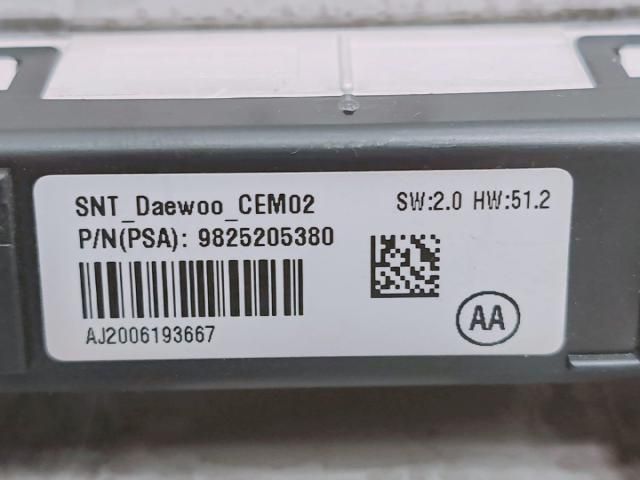 SNT_Daewoo_CEM02
SW:2.0 HW:51.2
P/N(PSA): 9825205380
AJ2006193667
AA